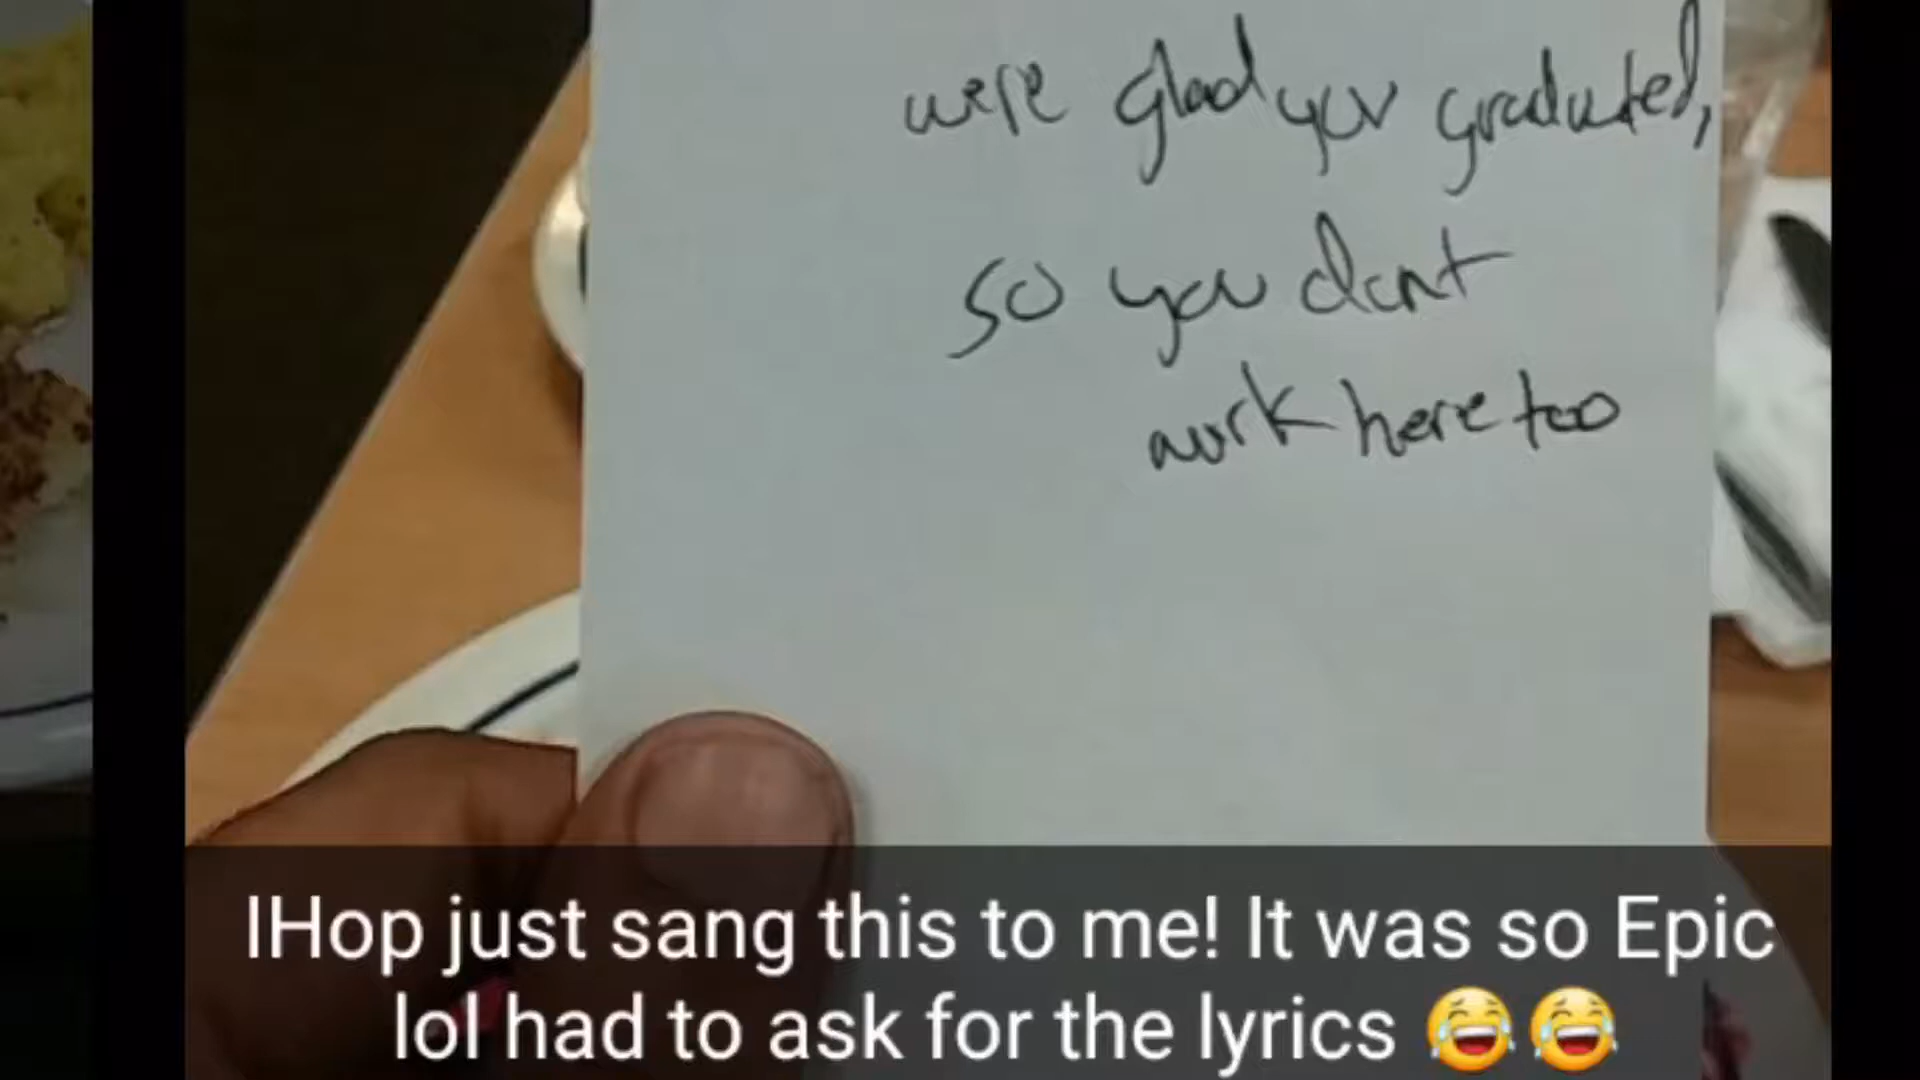 were glad you graduated,
so you dont
work here too
IHop just sang this to me! It was so Epic
lol had to ask for the lyrics 😂😂